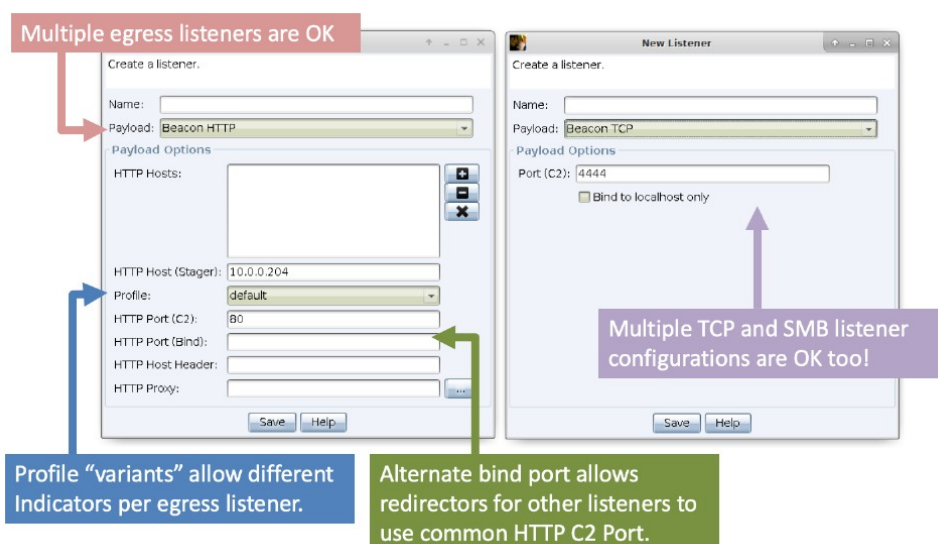 Multiple egress listeners are OK
Create a listener.
Name:
Payload: Beacon HTTP
Payload Options
HTTP Hosts:
HTTP Host (Stager): 10.0.0.204
Profile: default
HTTP Port (C2): 80
HTTP Port (Bind):
HTTP Host Header:
HTTP Proxy:
...
Save Help
New Listener
Create a listener.
Name:
Payload: Beacon TCP
Payload Options
Port (C2): 4444
Bind to localhost only
Multiple TCP and SMB listener
configurations are OK too!
Save Help
Profile “variants” allow different
Indicators per egress listener.
Alternate bind port allows
redirectors for other listeners to
use common HTTP C2 Port.